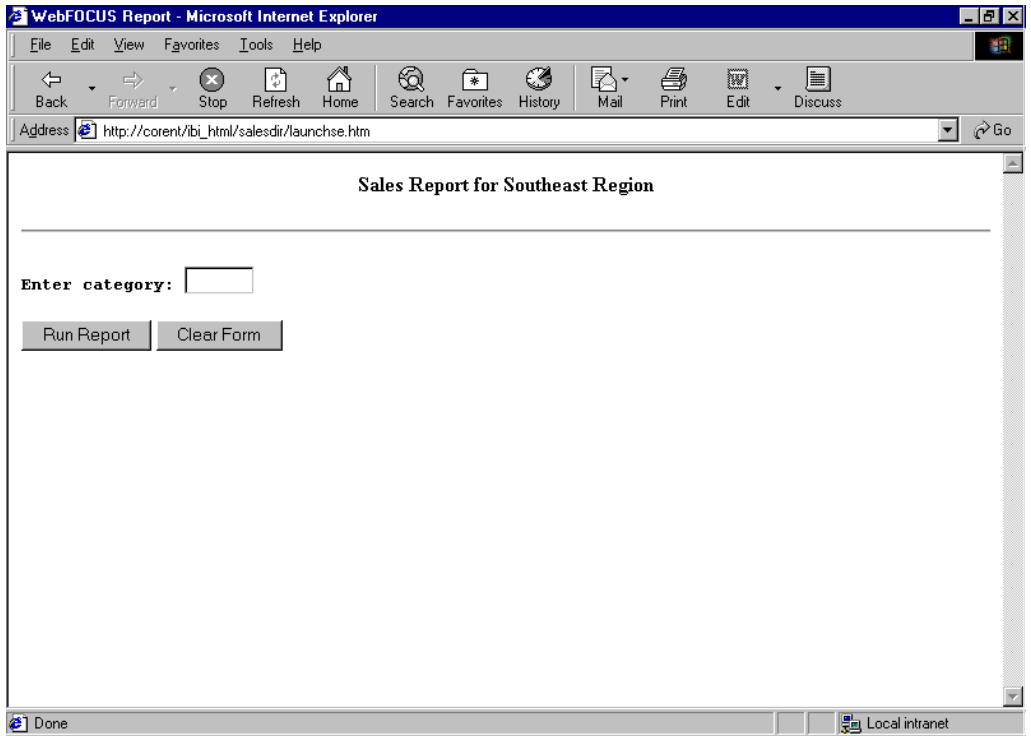 WebFOCUS Report - Microsoft Internet Explorer
File Edit View Favorites Tools Help
Back Forward Stop Refresh Home Search Favorites History Mail Print Edit Discuss
Address http://corent/ibi_html/salesdir/launchse.htm Go
Sales Report for Southeast Region
Enter category:
Run Report Clear Form
Done Local intranet